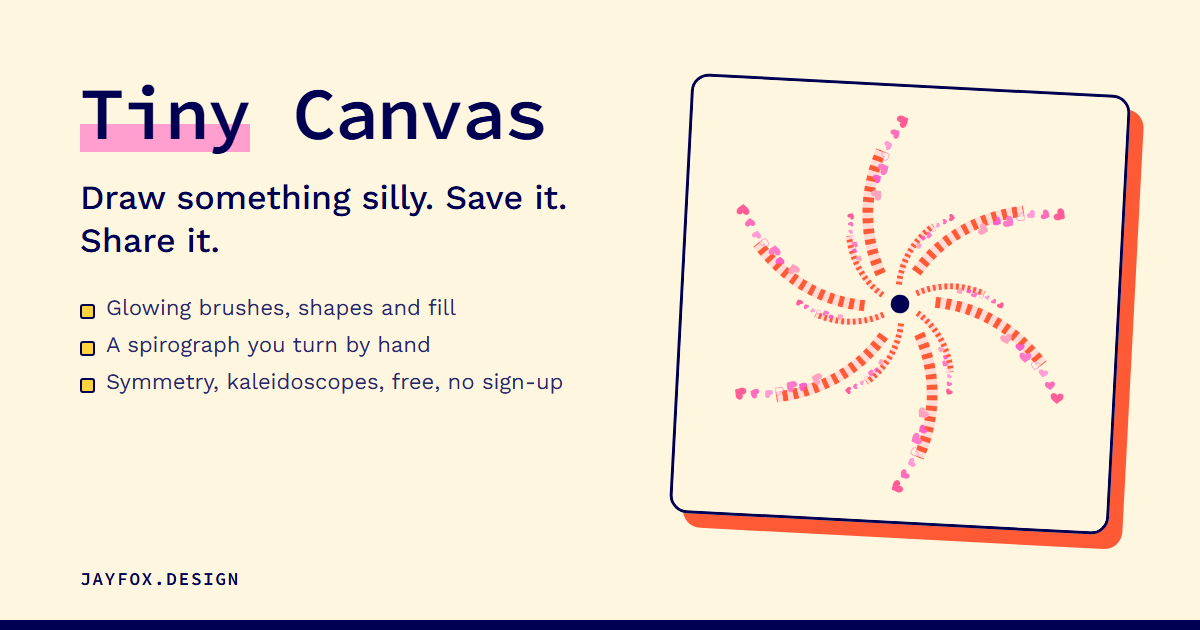 Tiny Canvas
Draw something silly. Save it.
Share it.
Glowing brushes, shapes and fill
A spirograph you turn by hand
Symmetry, kaleidoscopes, free, no sign-up
JAYFOX.DESIGN